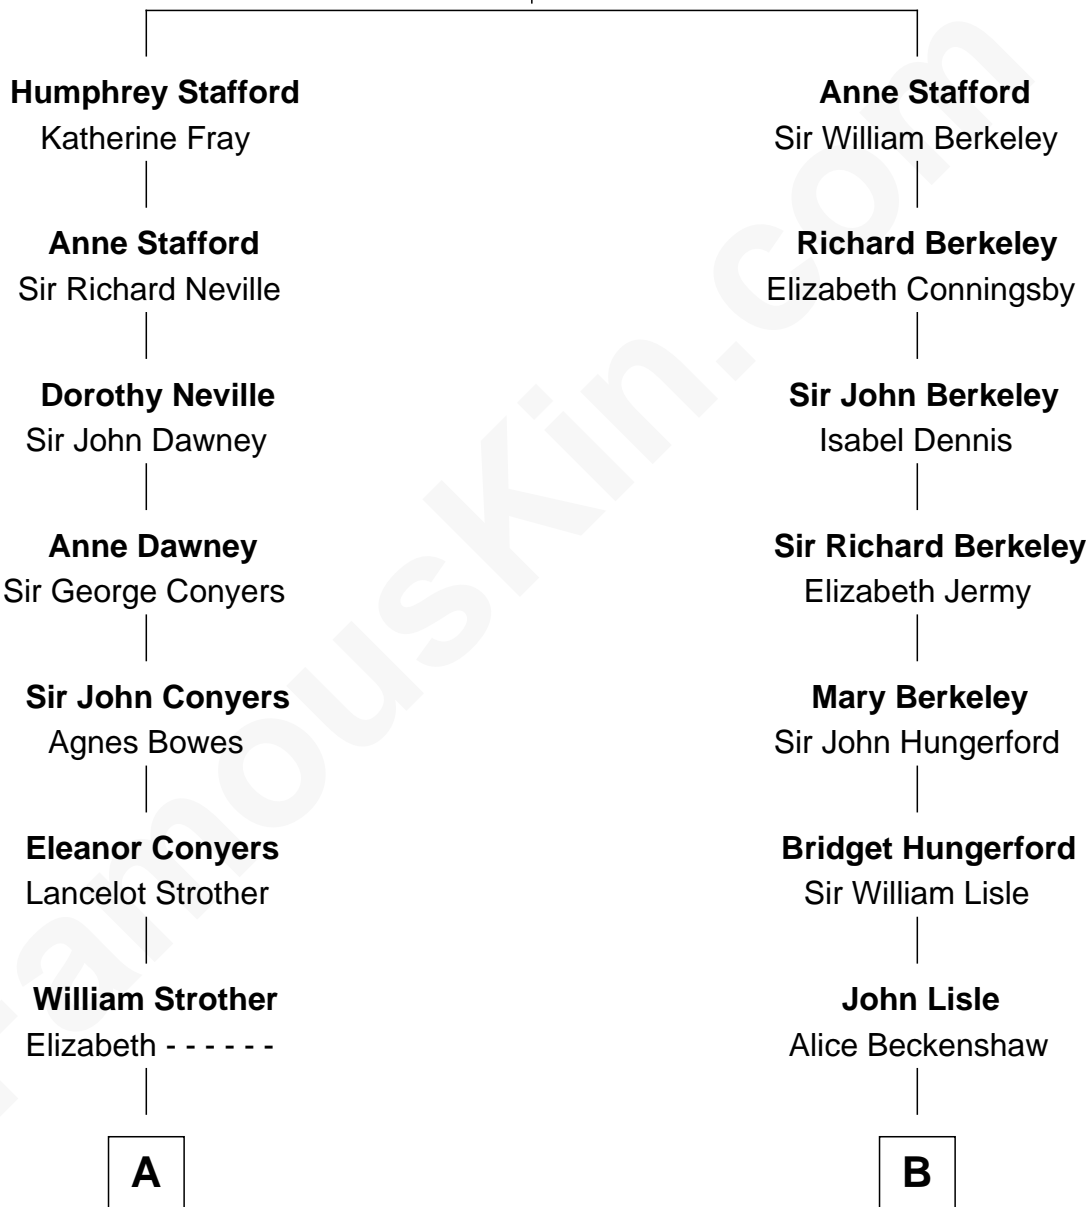 Humphrey Stafford
Katherine Fray
Anne Stafford
Sir Richard Neville
Dorothy Neville
Sir John Dawney
Anne Dawney
Sir George Conyers
Sir John Conyers
Agnes Bowes
Eleanor Conyers
Lancelot Strother
William Strother
Elizabeth - - - - - -
A
Anne Stafford
Sir William Berkeley
Richard Berkeley
Elizabeth Conningsby
Sir John Berkeley
Isabel Dennis
Sir Richard Berkeley
Elizabeth Jermy
Mary Berkeley
Sir John Hungerford
Bridget Hungerford
Sir William Lisle
John Lisle
Alice Beckenshaw
B
FamousKin.com